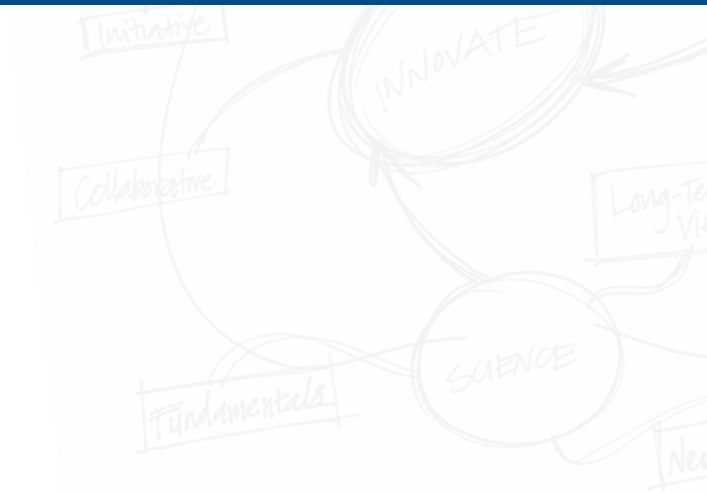 Initiative
INNOVATE
Collaborative
SCIENCE
Fundamentals